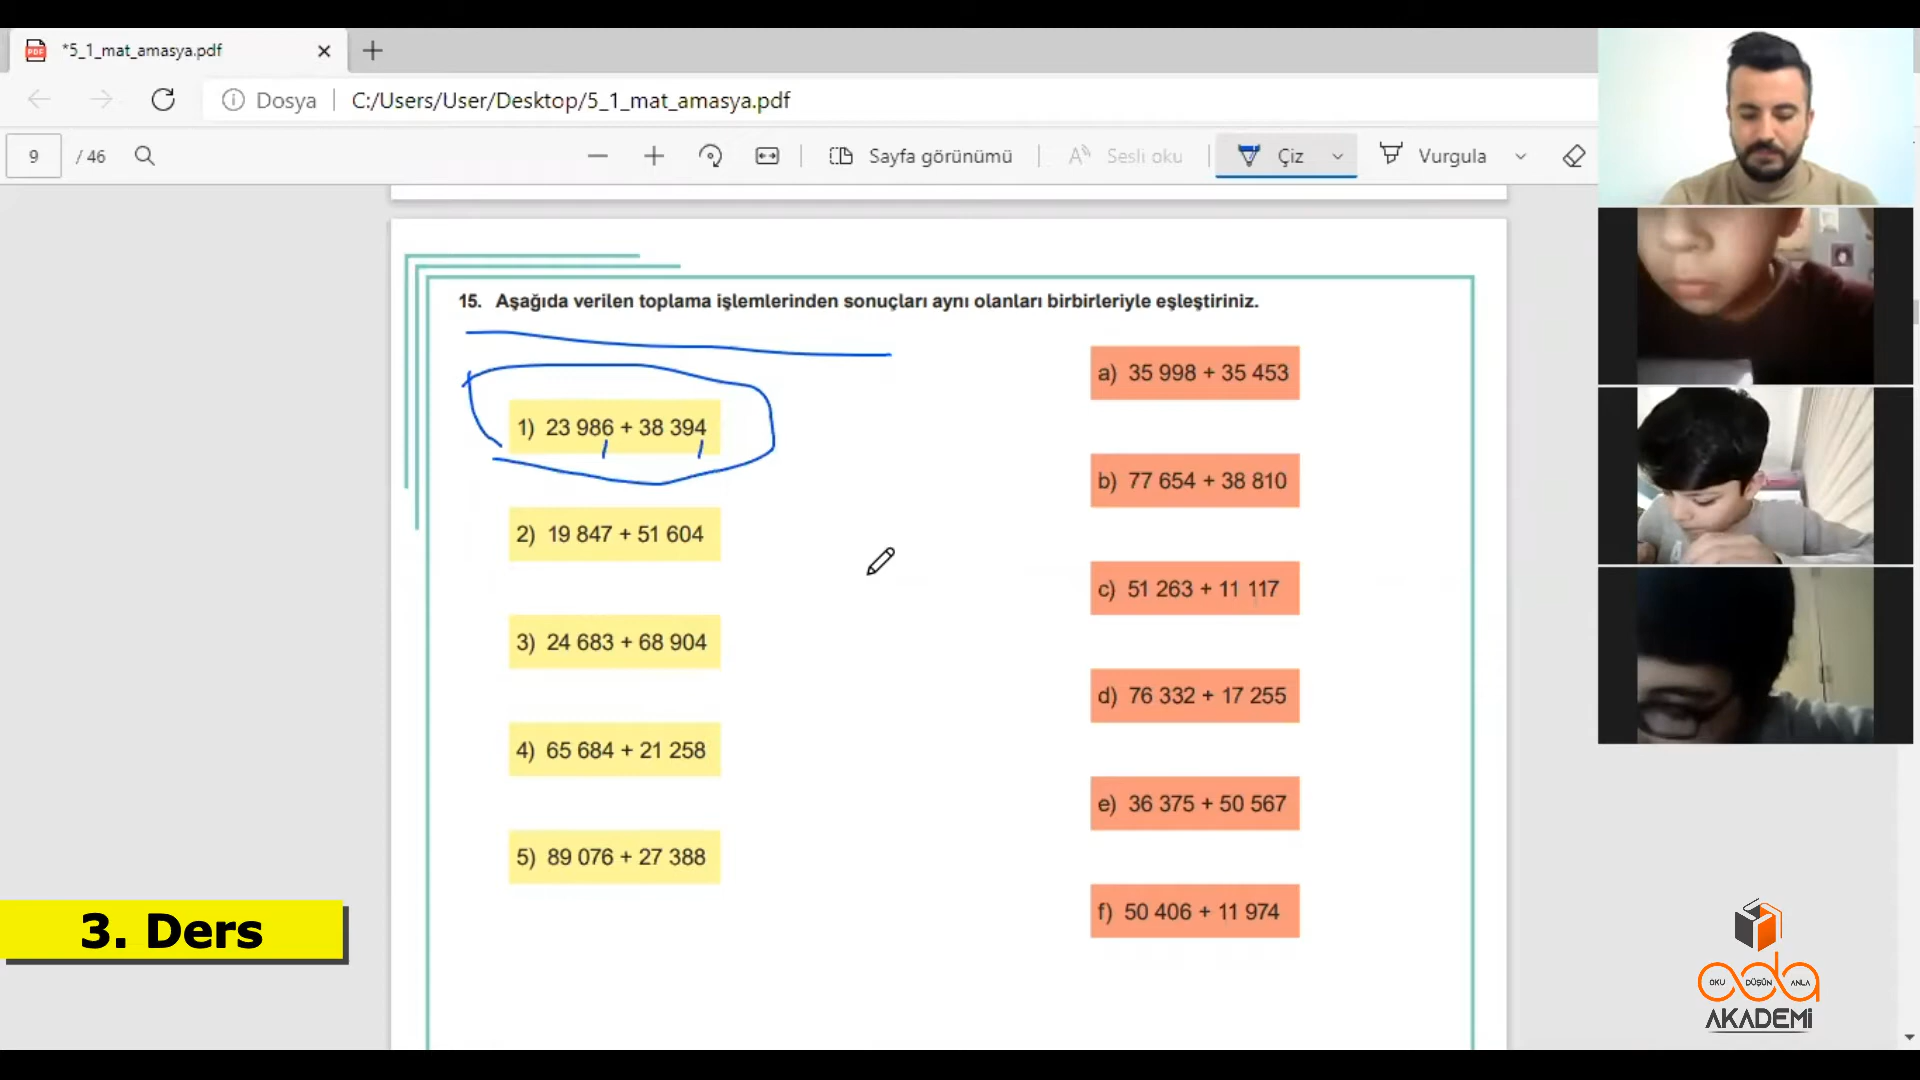 *5_1_mat_amasya.pdf
Dosya
C:/Users/User/Desktop/5_1_mat_amasya.pdf
9 / 46
Sayfa görünümü
Sesli oku
Çiz
Vurgula
15. Aşağıda verilen toplama işlemlerinden sonuçları aynı olanları birbirleriyle eşleştiriniz.
1) 23 986 + 38 394
2) 19 847 + 51 604
3) 24 683 + 68 904
4) 65 684 + 21 258
5) 89 076 + 27 388
a) 35 998 + 35 453
b) 77 654 + 38 810
c) 51 263 + 11 117
d) 76 332 + 17 255
e) 36 375 + 50 567
f) 50 406 + 11 974
3. Ders
oda
OKU DÜŞÜN ANLA
AKADEMİ